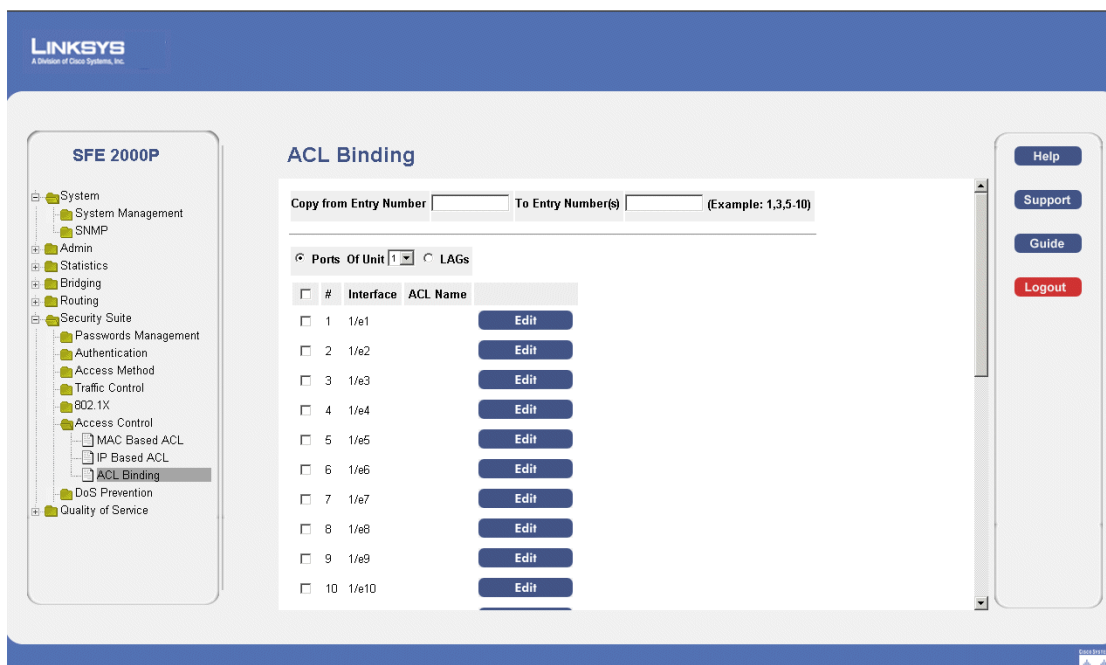 LINKSYS
A Division of Cisco Systems, Inc.
SFE 2000P
System
System Management
SNMP
Admin
Statistics
Bridging
Routing
Security Suite
Passwords Management
Authentication
Access Method
Traffic Control
802.1X
Access Control
MAC Based ACL
IP Based ACL
ACL Binding
DoS Prevention
Quality of Service
ACL Binding
Copy from Entry Number To Entry Number(s) (Example: 1,3,5-10)
Ports Of Unit 1 LAGs
# Interface ACL Name
1 1/e1 Edit
2 1/e2 Edit
3 1/e3 Edit
4 1/e4 Edit
5 1/e5 Edit
6 1/e6 Edit
7 1/e7 Edit
8 1/e8 Edit
9 1/e9 Edit
10 1/e10 Edit
Help
Support
Guide
Logout